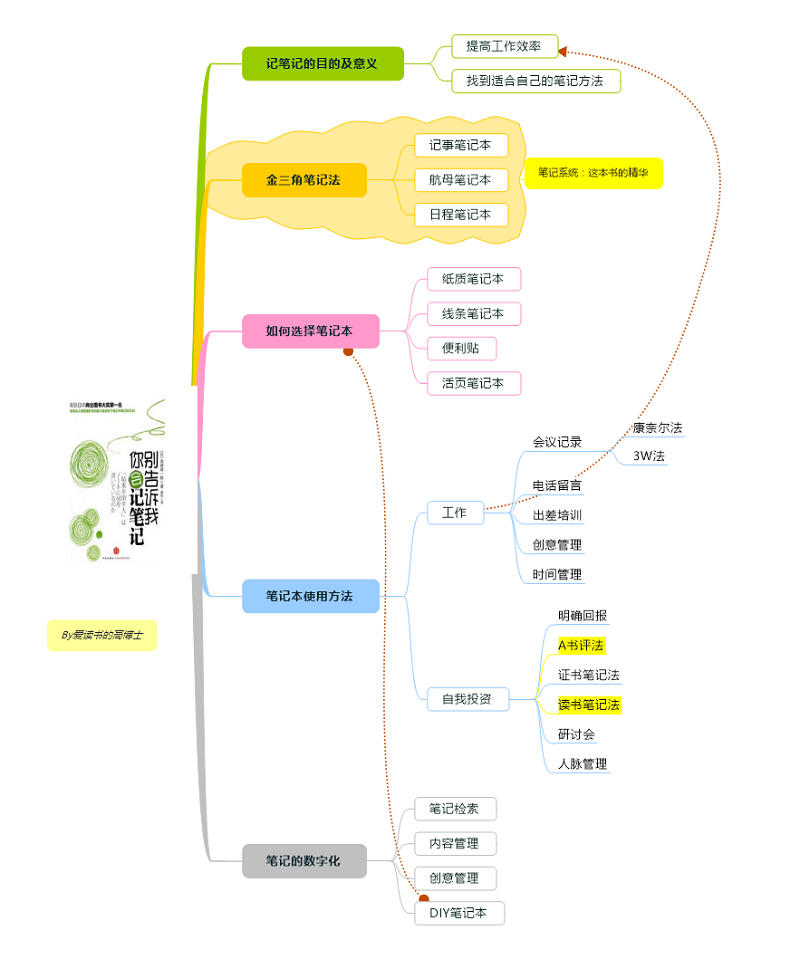 记笔记的目的及意义
提高工作效率
找到适合自己的笔记方法
金三角笔记法
记事笔记本
航母笔记本
日程笔记本
笔记系统：这本书的精华
如何选择笔记本
纸质笔记本
线条笔记本
便利贴
活页笔记本
别告诉我
你会记笔记
By爱读书的高博士
笔记本使用方法
工作
会议记录
康奈尔法
3W法
电话留言
出差培训
创意管理
时间管理
自我投资
明确回报
A书评法
证书笔记法
读书笔记法
研讨会
人脉管理
笔记的数字化
笔记检索
内容管理
创意管理
DIY笔记本